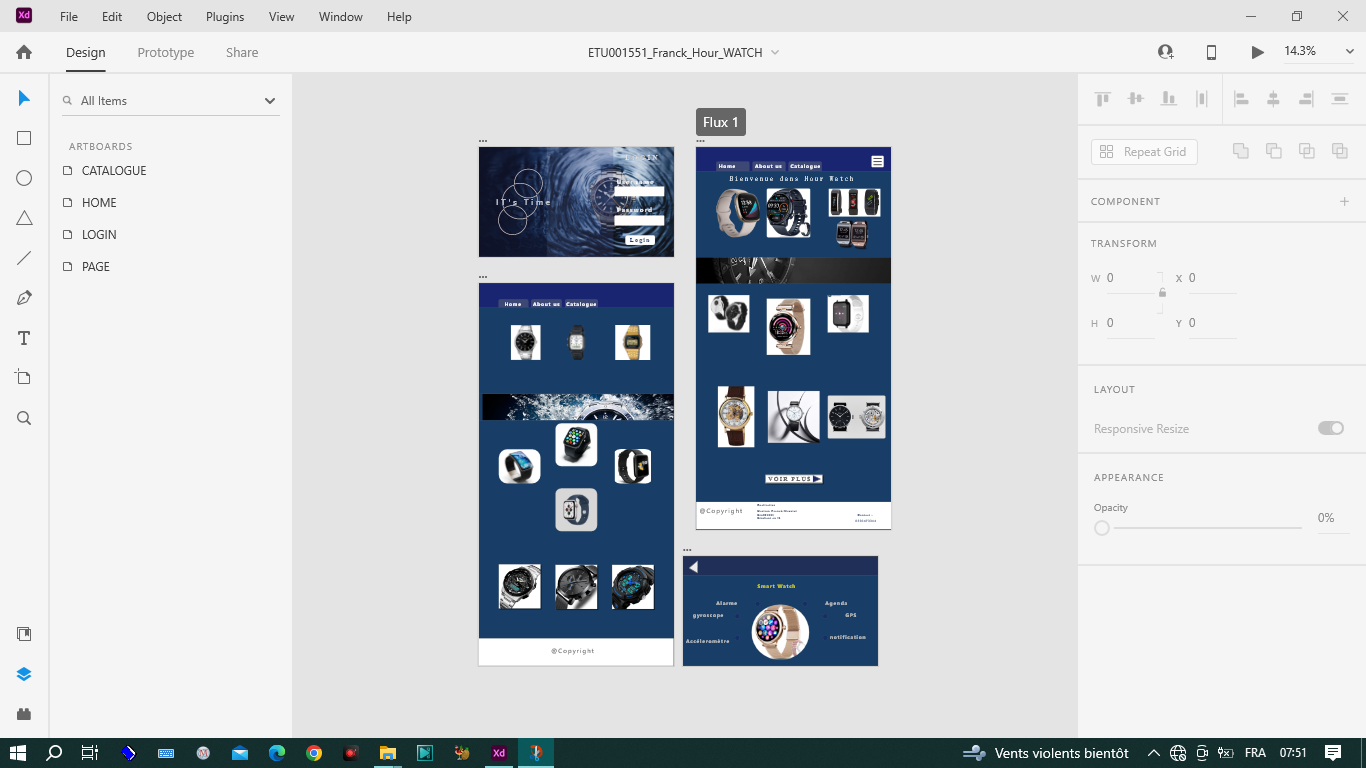 Xd File Edit Object Plugins View Window Help
Design Prototype Share ETU001551_Franck_Hour_WATCH 14.3%
All Items
ARTBOARDS
CATALOGUE
HOME
LOGIN
PAGE
Flux 1
LOGIN
Username
IT's Time
Password
Login
Home About us Catalogue
@Copyright
Home About us Catalogue
Bienvenue dans Hour Watch
VOIR PLUS
@Copyright
Smart Watch
Alarme Agenda
gyroscope GPS
Accéleromètre notification
Repeat Grid
COMPONENT
TRANSFORM
W 0 X 0
H 0 Y 0
LAYOUT
Responsive Resize
APPEARANCE
Opacity
0%
Xd Vents violents bientôt FRA 07:51